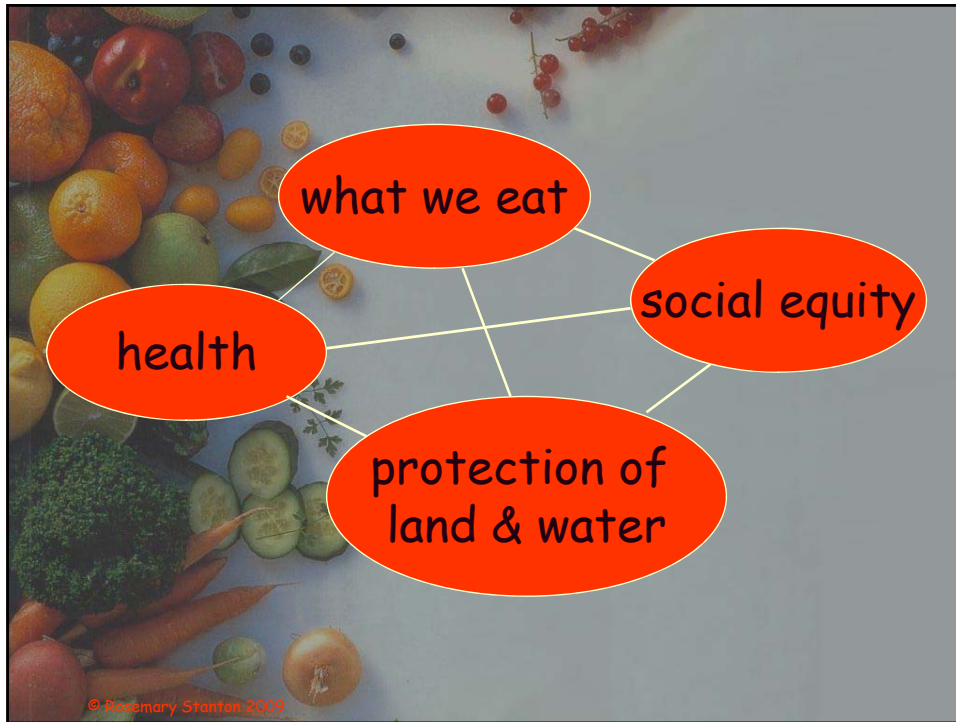 what we eat
social equity
health
protection of
land & water
© Rosemary Stanton 2009